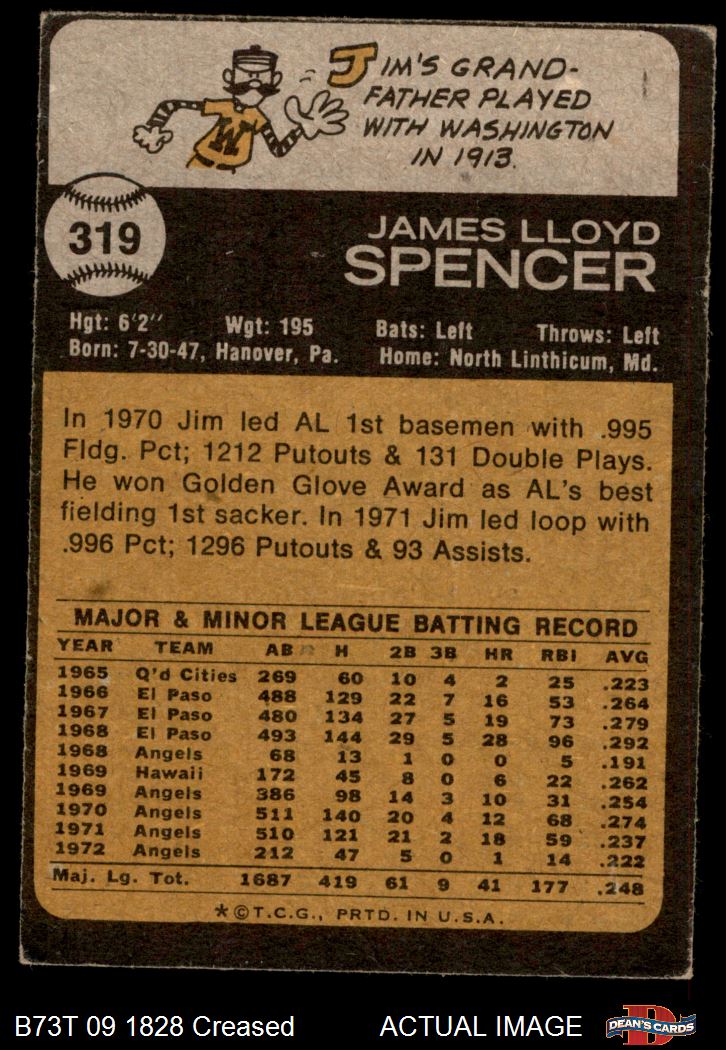 JIM'S GRAND-
FATHER PLAYED
WITH WASHINGTON
IN 1913.
W
319
JAMES LLOYD
SPENCER
Hgt: 6'2" Wgt: 195 Bats: Left Throws: Left
Born: 7-30-47, Hanover, Pa. Home: North Linthicum, Md.
In 1970 Jim led AL 1st basemen with .995
Fldg. Pct; 1212 Putouts & 131 Double Plays.
He won Golden Glove Award as AL's best
fielding 1st sacker. In 1971 Jim led loop with
.996 Pct; 1296 Putouts & 93 Assists.
MAJOR & MINOR LEAGUE BATTING RECORD
YEAR TEAM AB H 2B 3B HR RBI AVG
1965 Q'd Cities 269 60 10 4 2 25 .223
1966 El Paso 488 129 22 7 16 53 .264
1967 El Paso 480 134 27 5 19 73 .279
1968 El Paso 493 144 29 5 28 96 .292
1968 Angels 68 13 1 0 0 5 .191
1969 Hawaii 172 45 8 0 6 22 .262
1969 Angels 386 98 14 3 10 31 .254
1970 Angels 511 140 20 4 12 68 .274
1971 Angels 510 121 21 2 18 59 .237
1972 Angels 212 47 5 0 1 14 .222
Maj. Lg. Tot. 1687 419 61 9 41 177 .248
*©T.C.G., PRTD. IN U.S.A.
B73T 09 1828 Creased ACTUAL IMAGE
D
DEAN'S CARDS